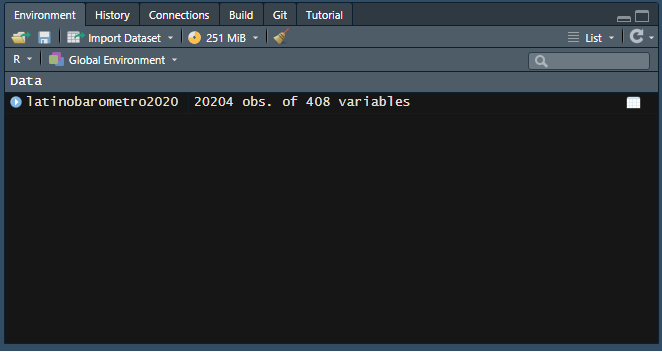 Environment History Connections Build Git Tutorial
Import Dataset 251 MiB List
R Global Environment
Data
latinobarometro2020 20204 obs. of 408 variables